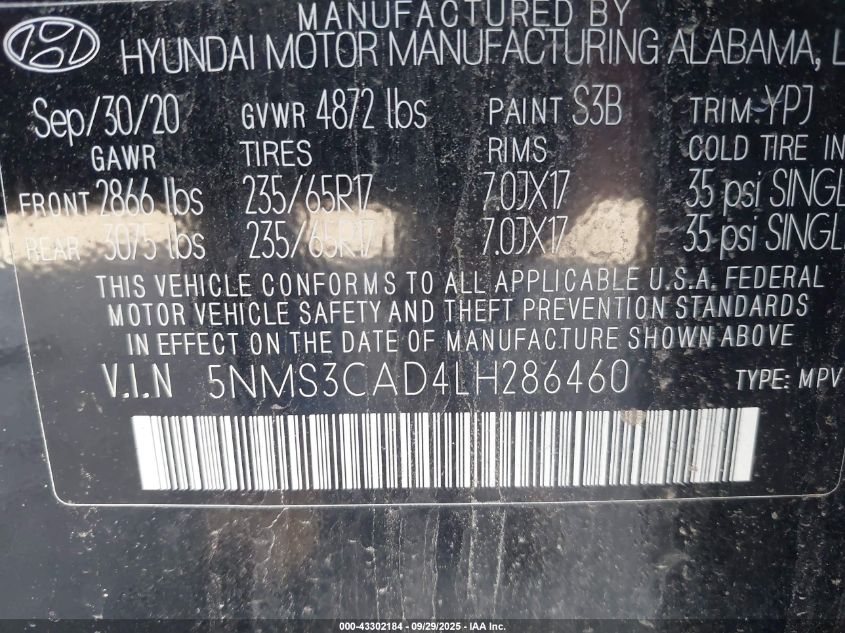 MANUFACTURED BY
HYUNDAI MOTOR MANUFACTURING ALABAMA, L
Sep/30/20 GVWR 4872 lbs PAINT S3B TRIM: YPJ
GAWR TIRES RIMS COLD TIRE IN
FRONT 2866 lbs 235/65R17 7.0JX17 35 psi SINGL
REAR 3075 lbs 235/65R17 7.0JX17 35 psi SINGL
THIS VEHICLE CONFORMS TO ALL APPLICABLE U.S.A. FEDERAL
MOTOR VEHICLE SAFETY AND THEFT PREVENTION STANDARDS
IN EFFECT ON THE DATE OF MANUFACTURE SHOWN ABOVE
V.I.N 5NMS3CAD4LH286460 TYPE: MPV
000-43302184 - 09/29/2025 - IAA Inc.